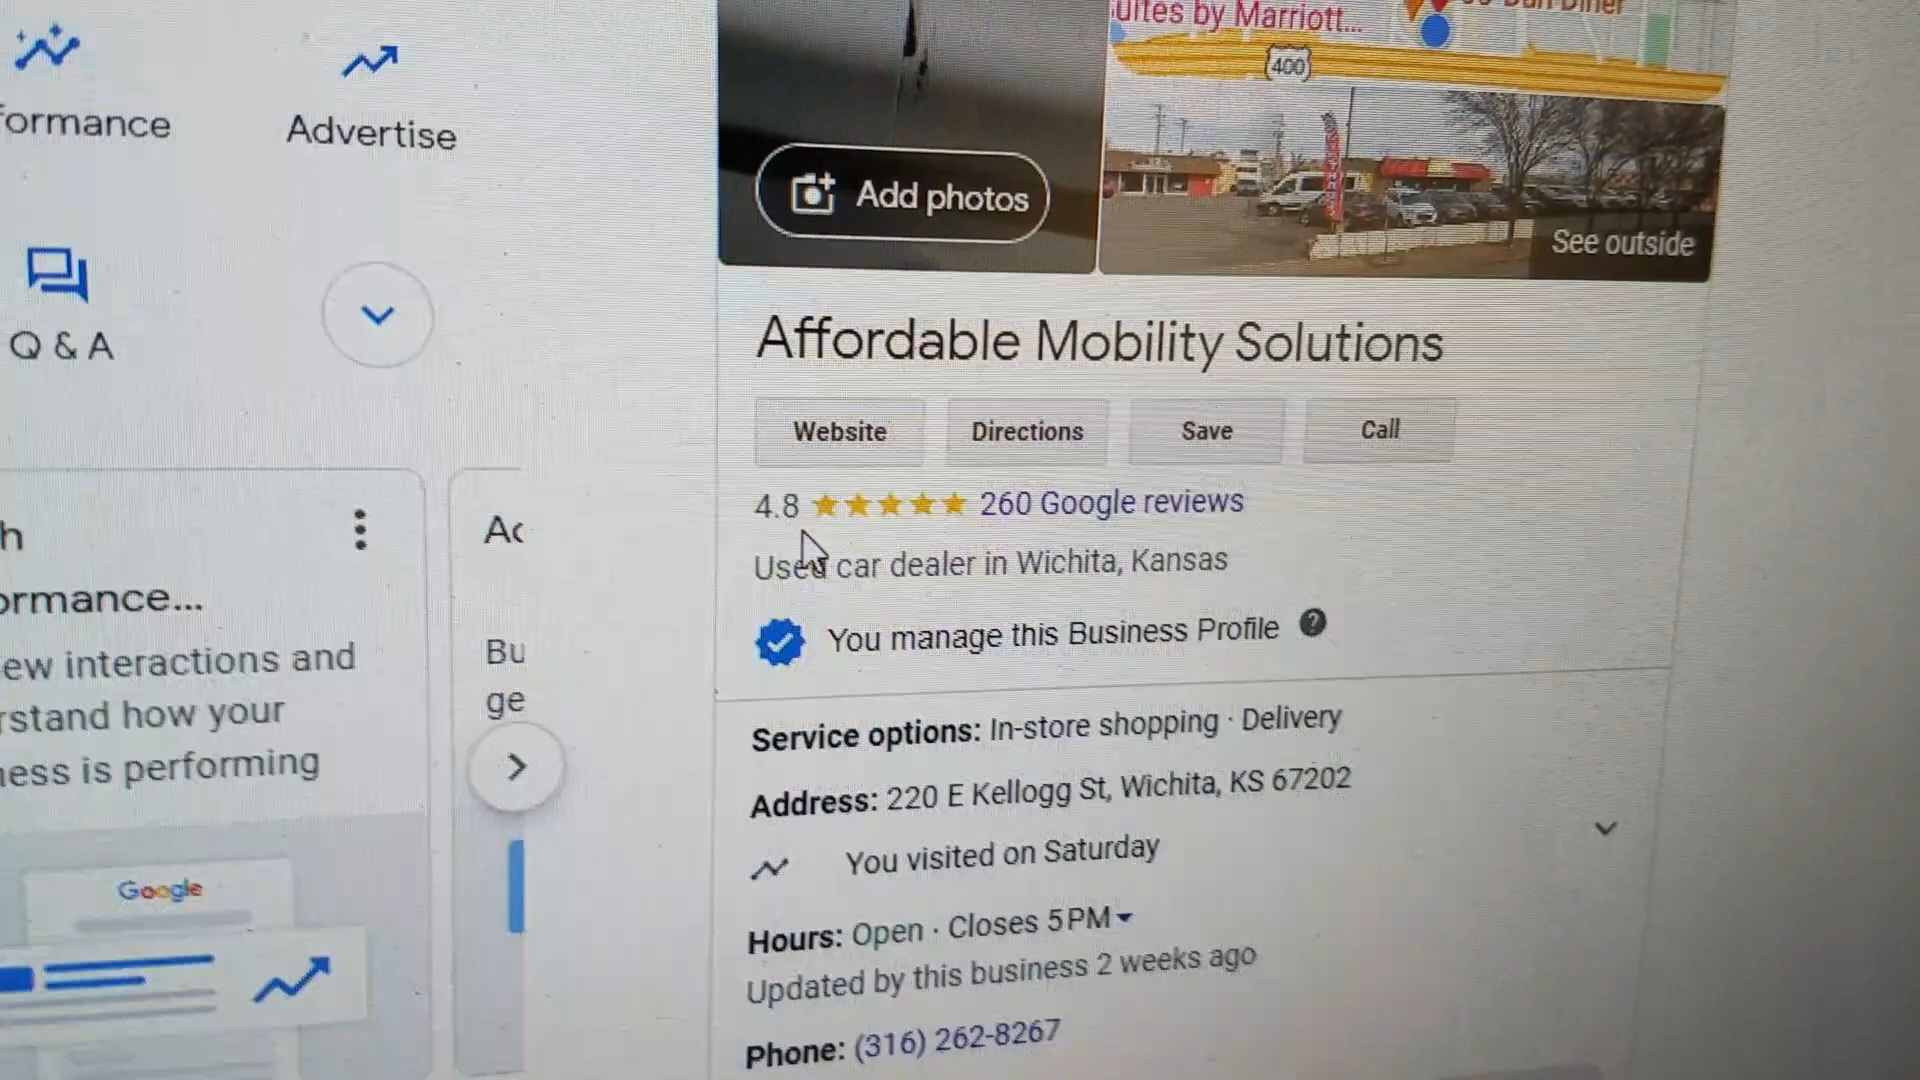 formance
Advertise
Q & A
h
ormance...
ew interactions and
rstand how your
ness is performing
Google
Ac
Bu
ge
uites by Marriott...
400
Add photos
See outside
Affordable Mobility Solutions
Website
Directions
Save
Call
4.8
260 Google reviews
Used car dealer in Wichita, Kansas
You manage this Business Profile
Service options: In-store shopping · Delivery
Address: 220 E Kellogg St, Wichita, KS 67202
You visited on Saturday
Hours: Open · Closes 5 PM
Updated by this business 2 weeks ago
Phone: (316) 262-8267